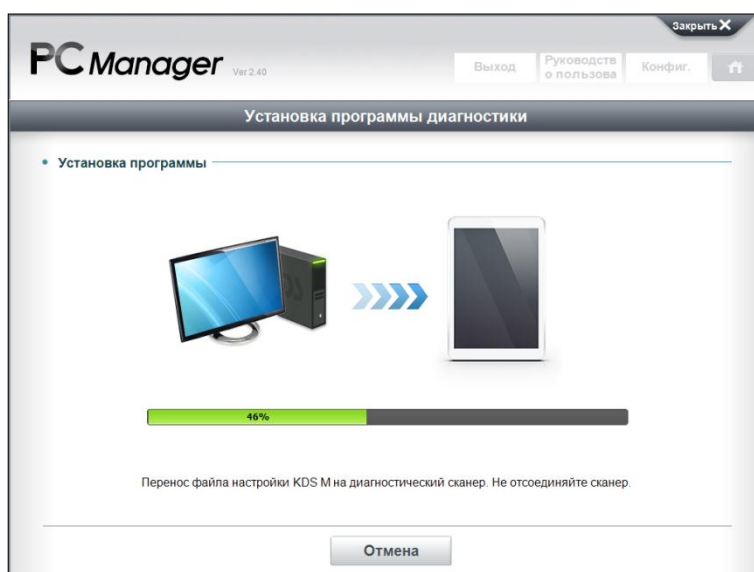 Закрыть X
PC Manager Ver 2.40
Выход
Руководств
о пользова
Конфиг.
Установка программы диагностики
Установка программы
46%
Перенос файла настройки KDS M на диагностический сканер. Не отсоединяйте сканер.
Отмена